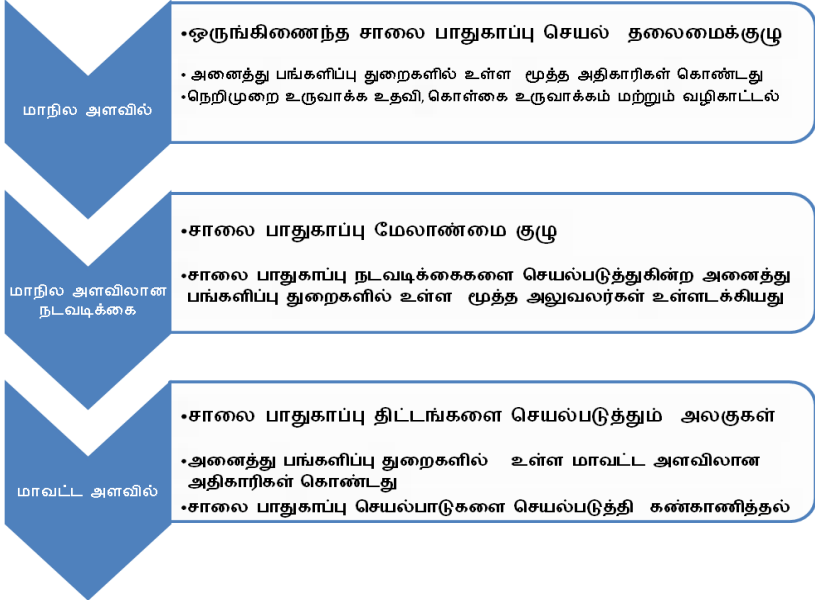 மாநில அளவில்
•ஒருங்கிணைந்த சாலை பாதுகாப்பு செயல் தலைமைக்குழு
• அனைத்து பங்களிப்பு துறைகளில் உள்ள மூத்த அதிகாரிகள் கொண்டது
•நெறிமுறை உருவாக்க உதவி, கொள்கை உருவாக்கம் மற்றும் வழிகாட்டல்
மாநில அளவிலான
நடவடிக்கை
•சாலை பாதுகாப்பு மேலாண்மை குழு
•சாலை பாதுகாப்பு நடவடிக்கைகளை செயல்படுத்துகின்ற அனைத்து
பங்களிப்பு துறைகளில் உள்ள மூத்த அலுவலர்கள் உள்ளடக்கியது
மாவட்ட அளவில்
•சாலை பாதுகாப்பு திட்டங்களை செயல்படுத்தும் அலகுகள்
•அனைத்து பங்களிப்பு துறைகளில் உள்ள மாவட்ட அளவிலான
அதிகாரிகள் கொண்டது
•சாலை பாதுகாப்பு செயல்பாடுகளை செயல்படுத்தி கண்காணித்தல்